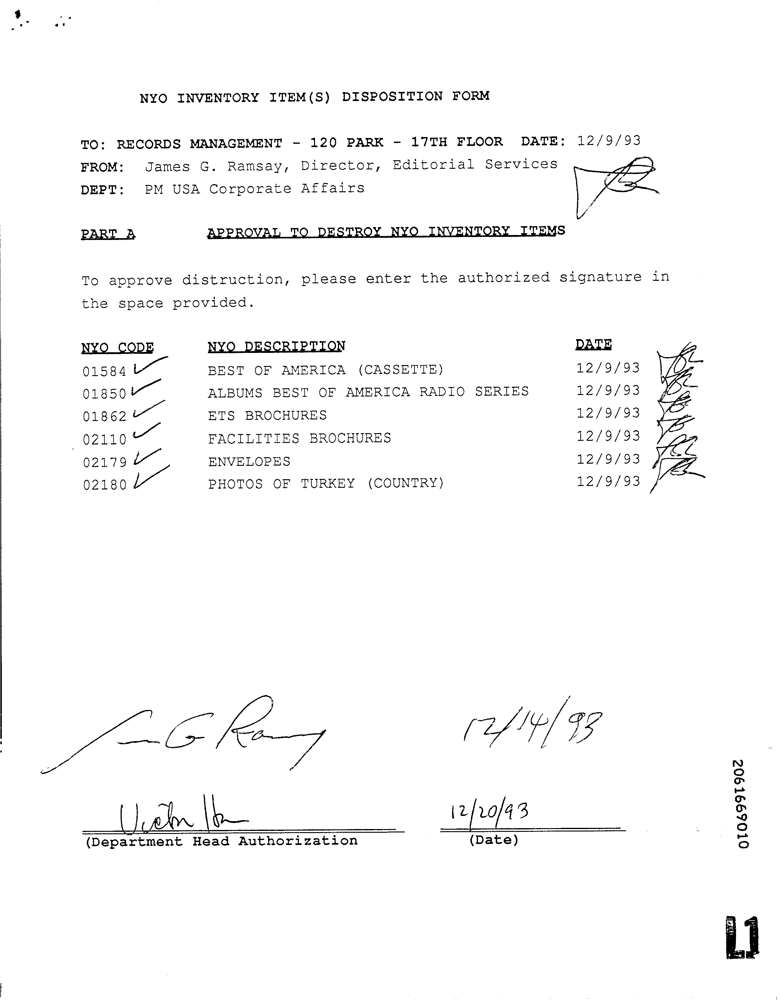 NYO INVENTORY ITEM(S) DISPOSITION FORM
TO: RECORDS MANAGEMENT - 120 PARK - 17TH FLOOR DATE: 12/9/93
FROM: James G. Ramsay, Director, Editorial Services
DEPT: PM USA Corporate Affairs
PART A APPROVAL TO DESTROY NYO INVENTORY ITEMS
To approve distruction, please enter the authorized signature in
the space provided.
NYO CODE NYO DESCRIPTION DATE
01584 BEST OF AMERICA (CASSETTE) 12/9/93
01850 ALBUMS BEST OF AMERICA RADIO SERIES 12/9/93
01862 ETS BROCHURES 12/9/93
02110 FACILITIES BROCHURES 12/9/93
02179 ENVELOPES 12/9/93
02180 PHOTOS OF TURKEY (COUNTRY) 12/9/93
12/14/93
Victor 12/20/93
(Department Head Authorization (Date)
2061669010
L1